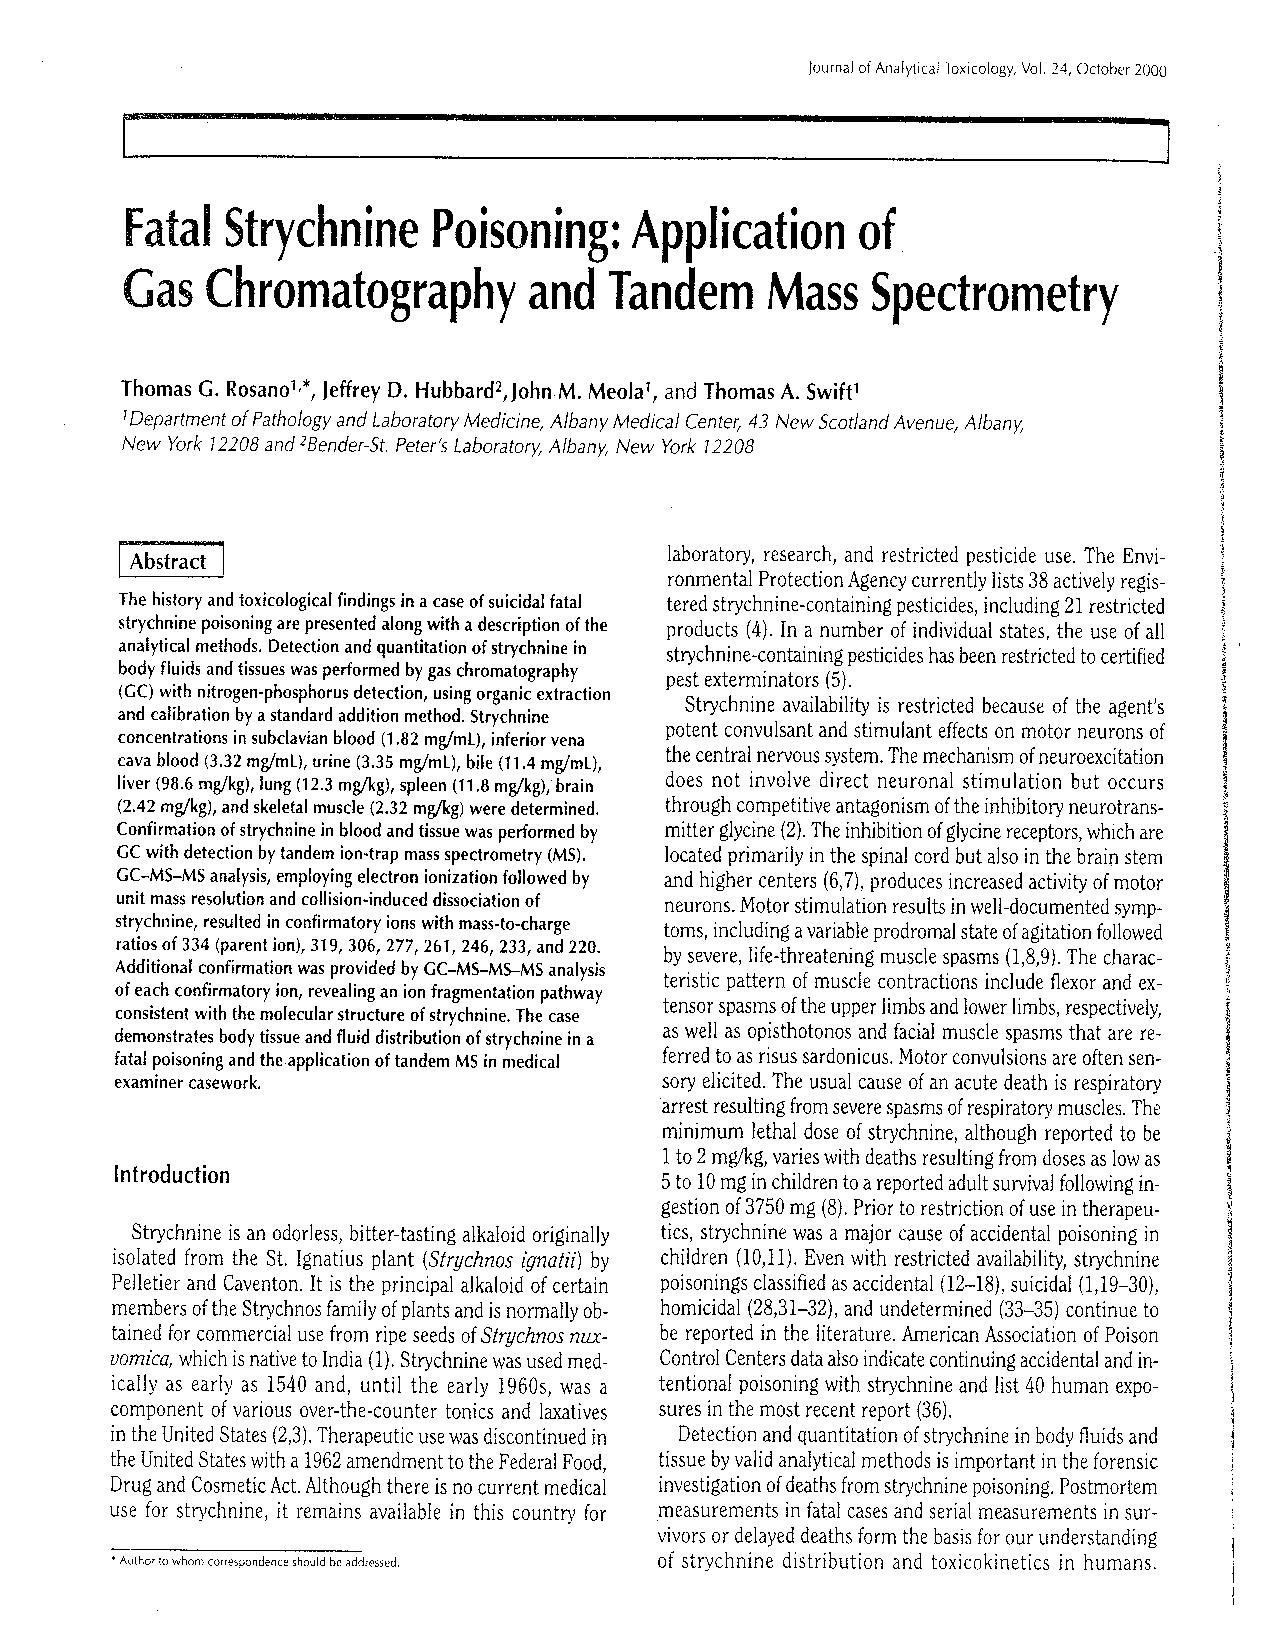 Journal of Analytical Toxicology, Vol. 24, October 2000
Fatal Strychnine Poisoning: Application of
Gas Chromatography and Tandem Mass Spectrometry
Thomas G. Rosano1,*, Jeffrey D. Hubbard2, John M. Meola1, and Thomas A. Swift1
1Department of Pathology and Laboratory Medicine, Albany Medical Center, 43 New Scotland Avenue, Albany,
New York 12208 and 2Bender-St. Peter's Laboratory, Albany, New York 12208
Abstract
The history and toxicological findings in a case of suicidal fatal
strychnine poisoning are presented along with a description of the
analytical methods. Detection and quantitation of strychnine in
body fluids and tissues was performed by gas chromatography
(GC) with nitrogen-phosphorus detection, using organic extraction
and calibration by a standard addition method. Strychnine
concentrations in subclavian blood (1.82 mg/mL), inferior vena
cava blood (3.32 mg/mL), urine (3.35 mg/mL), bile (11.4 mg/mL),
liver (98.6 mg/kg), lung (12.3 mg/kg), spleen (11.8 mg/kg), brain
(2.42 mg/kg), and skeletal muscle (2.32 mg/kg) were determined.
Confirmation of strychnine in blood and tissue was performed by
GC with detection by tandem ion-trap mass spectrometry (MS).
GC–MS–MS analysis, employing electron ionization followed by
unit mass resolution and collision-induced dissociation of
strychnine, resulted in confirmatory ions with mass-to-charge
ratios of 334 (parent ion), 319, 306, 277, 261, 246, 233, and 220.
Additional confirmation was provided by GC–MS–MS–MS analysis
of each confirmatory ion, revealing an ion fragmentation pathway
consistent with the molecular structure of strychnine. The case
demonstrates body tissue and fluid distribution of strychnine in a
fatal poisoning and the application of tandem MS in medical
examiner casework.
Introduction
Strychnine is an odorless, bitter-tasting alkaloid originally
isolated from the St. Ignatius plant (Strychnos ignatii) by
Pelletier and Caventon. It is the principal alkaloid of certain
members of the Strychnos family of plants and is normally ob-
tained for commercial use from ripe seeds of Strychnos nux-
vomica, which is native to India (1). Strychnine was used med-
ically as early as 1540 and, until the early 1960s, was a
component of various over-the-counter tonics and laxatives
in the United States (2,3). Therapeutic use was discontinued in
the United States with a 1962 amendment to the Federal Food,
Drug and Cosmetic Act. Although there is no current medical
use for strychnine, it remains available in this country for
* Author to whom correspondence should be addressed.
laboratory, research, and restricted pesticide use. The Envi-
ronmental Protection Agency currently lists 38 actively regis-
tered strychnine-containing pesticides, including 21 restricted
products (4). In a number of individual states, the use of all
strychnine-containing pesticides has been restricted to certified
pest exterminators (5).
Strychnine availability is restricted because of the agent's
potent convulsant and stimulant effects on motor neurons of
the central nervous system. The mechanism of neuroexcitation
does not involve direct neuronal stimulation but occurs
through competitive antagonism of the inhibitory neurotrans-
mitter glycine (2). The inhibition of glycine receptors, which are
located primarily in the spinal cord but also in the brain stem
and higher centers (6,7), produces increased activity of motor
neurons. Motor stimulation results in well-documented symp-
toms, including a variable prodromal state of agitation followed
by severe, life-threatening muscle spasms (1,8,9). The charac-
teristic pattern of muscle contractions include flexor and ex-
tensor spasms of the upper limbs and lower limbs, respectively,
as well as opisthotonos and facial muscle spasms that are re-
ferred to as risus sardonicus. Motor convulsions are often sen-
sory elicited. The usual cause of an acute death is respiratory
arrest resulting from severe spasms of respiratory muscles. The
minimum lethal dose of strychnine, although reported to be
1 to 2 mg/kg, varies with deaths resulting from doses as low as
5 to 10 mg in children to a reported adult survival following in-
gestion of 3750 mg (8). Prior to restriction of use in therapeu-
tics, strychnine was a major cause of accidental poisoning in
children (10,11). Even with restricted availability, strychnine
poisonings classified as accidental (12–18), suicidal (1,19–30),
homicidal (28,31–32), and undetermined (33–35) continue to
be reported in the literature. American Association of Poison
Control Centers data also indicate continuing accidental and in-
tentional poisoning with strychnine and list 40 human expo-
sures in the most recent report (36).
Detection and quantitation of strychnine in body fluids and
tissue by valid analytical methods is important in the forensic
investigation of deaths from strychnine poisoning. Postmortem
measurements in fatal cases and serial measurements in sur-
vivors or delayed deaths form the basis for our understanding
of strychnine distribution and toxicokinetics in humans.